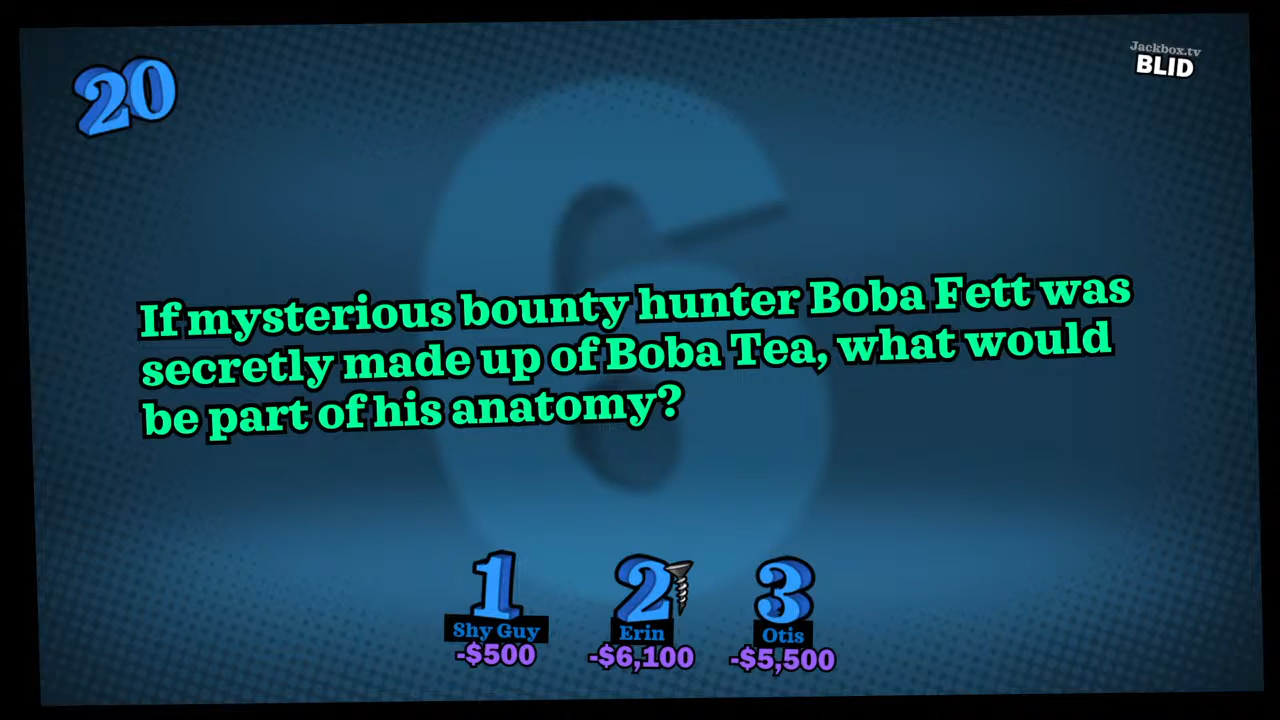 20
Jackbox.tv
BLID
6
If mysterious bounty hunter Boba Fett was
secretly made up of Boba Tea, what would
be part of his anatomy?
1 2 3
Shy Guy Erin Otis
-$500 -$6,100 -$5,500